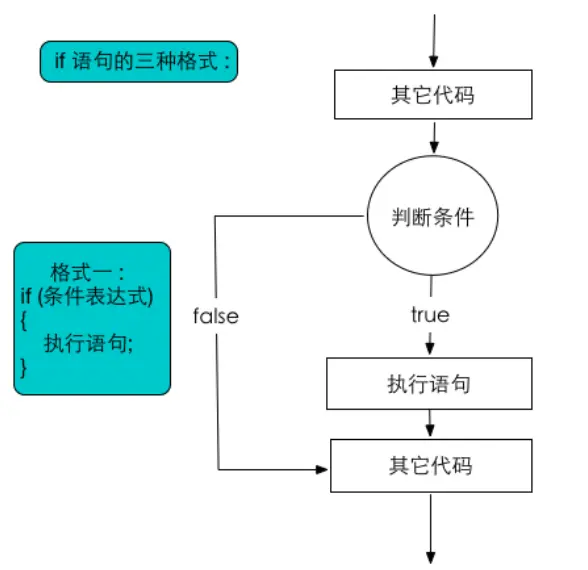 if 语句的三种格式：
其它代码
判断条件
格式一：
if (条件表达式)
{
执行语句;
}
false
true
执行语句
其它代码